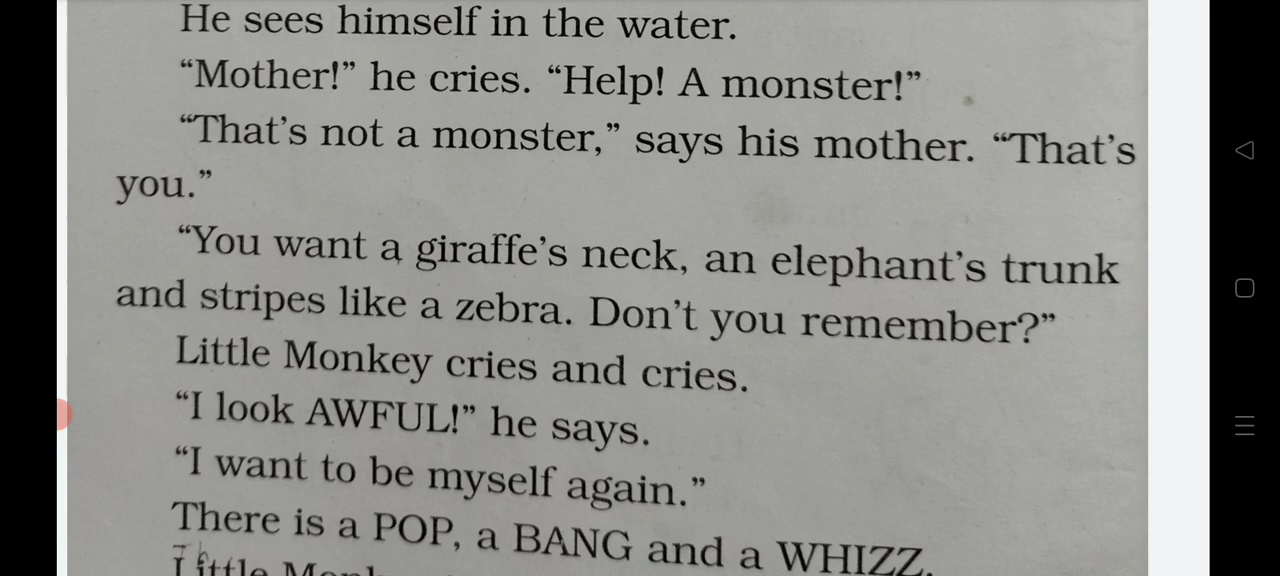 He sees himself in the water.
“Mother!” he cries. “Help! A monster!”
“That’s not a monster,” says his mother. “That’s
you.”
“You want a giraffe’s neck, an elephant’s trunk
and stripes like a zebra. Don’t you remember?”
Little Monkey cries and cries.
“I look AWFUL!” he says.
“I want to be myself again.”
There is a POP, a BANG and a WHIZZ.
Little